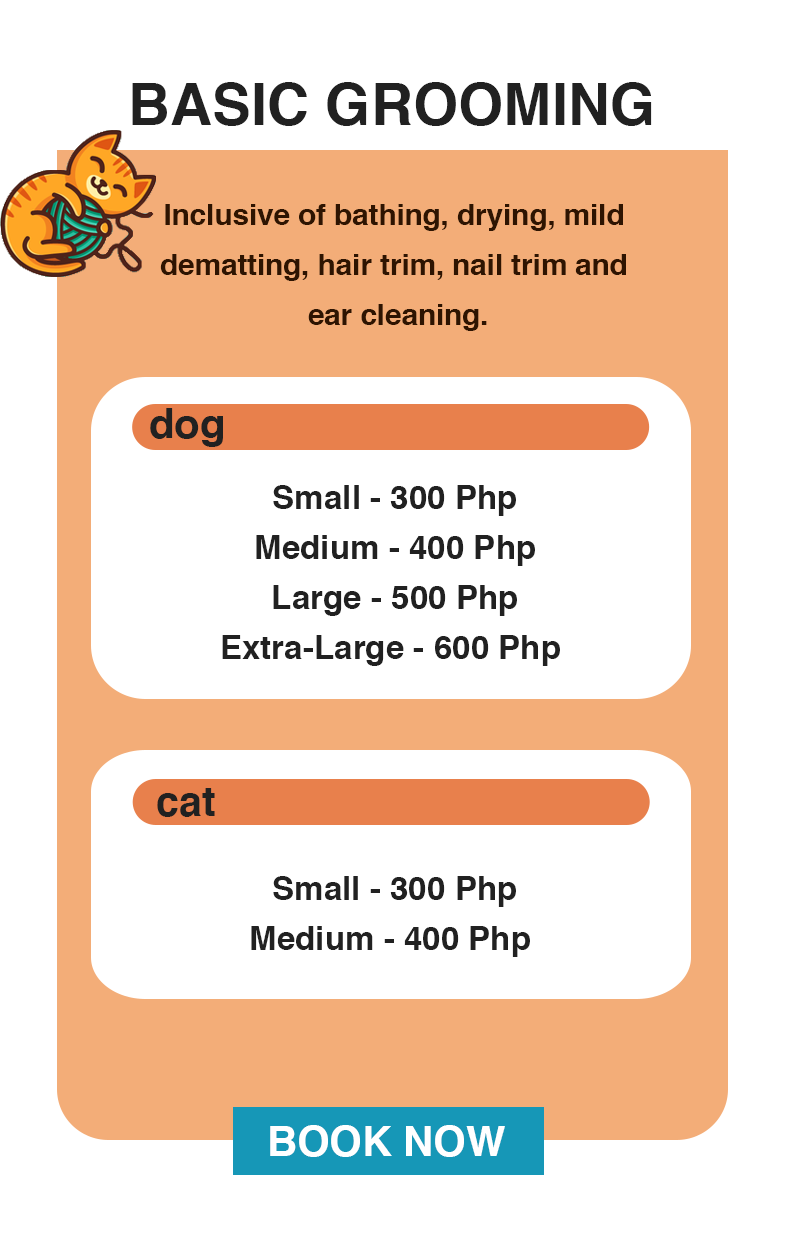 BASIC GROOMING
Inclusive of bathing, drying, mild
dematting, hair trim, nail trim and
ear cleaning.
dog
Small - 300 Php
Medium - 400 Php
Large - 500 Php
Extra-Large - 600 Php
cat
Small - 300 Php
Medium - 400 Php
BOOK NOW